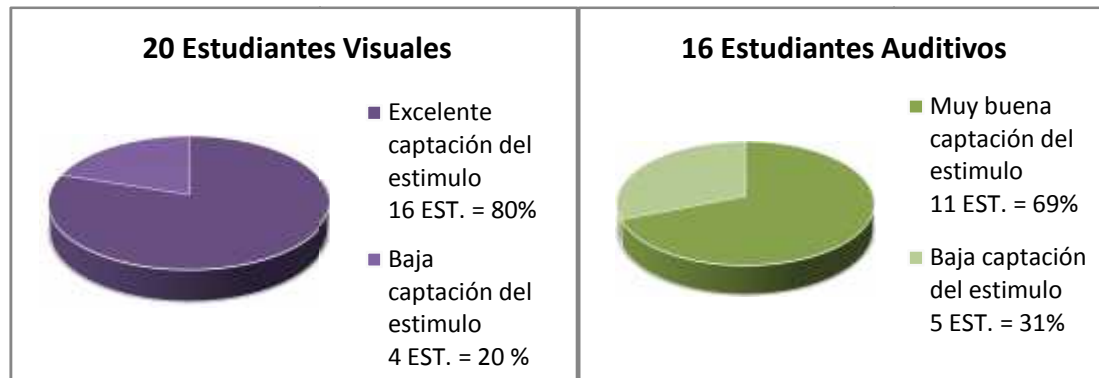 20 Estudiantes Visuales
Excelente
captación del
estimulo
16 EST. = 80%
Baja
captación del
estimulo
4 EST. = 20 %
16 Estudiantes Auditivos
Muy buena
captación del
estimulo
11 EST. = 69%
Baja captación
del estimulo
5 EST. = 31%